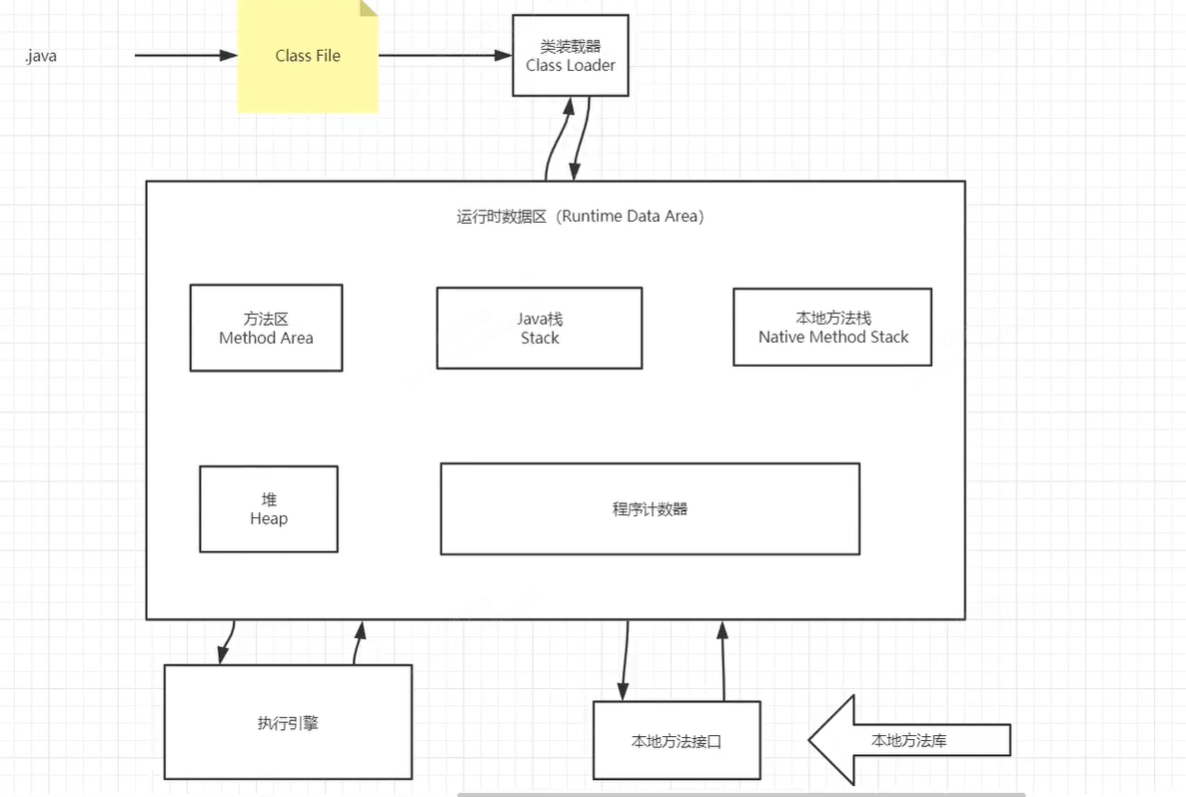 .java
Class File
类装载器
Class Loader
运行时数据区（Runtime Data Area）
方法区
Method Area
Java栈
Stack
本地方法栈
Native Method Stack
堆
Heap
程序计数器
执行引擎
本地方法接口
本地方法库